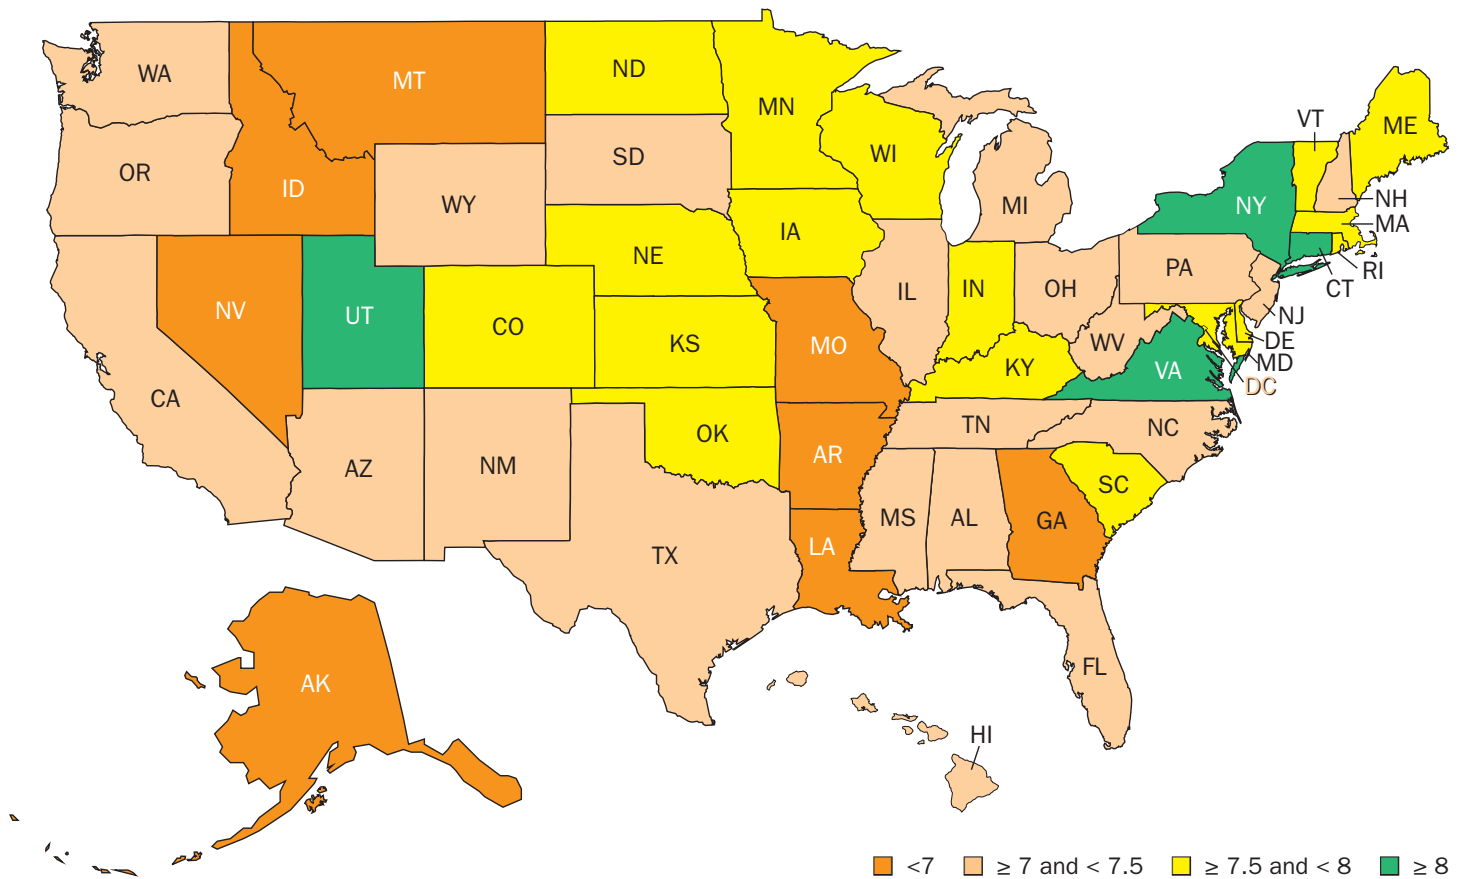 WA
MT
ND
MN
VT
ME
OR
ID
SD
WI
MI
NY
NH
MA
WY
IA
NE
PA
RI
CT
NV
UT
CO
KS
MO
IL
IN
OH
NJ
DE
MD
DC
WV
VA
KY
CA
AZ
NM
OK
AR
TN
NC
SC
TX
LA
MS
AL
GA
FL
AK
HI
<7 ≥ 7 and < 7.5 ≥ 7.5 and < 8 ≥ 8